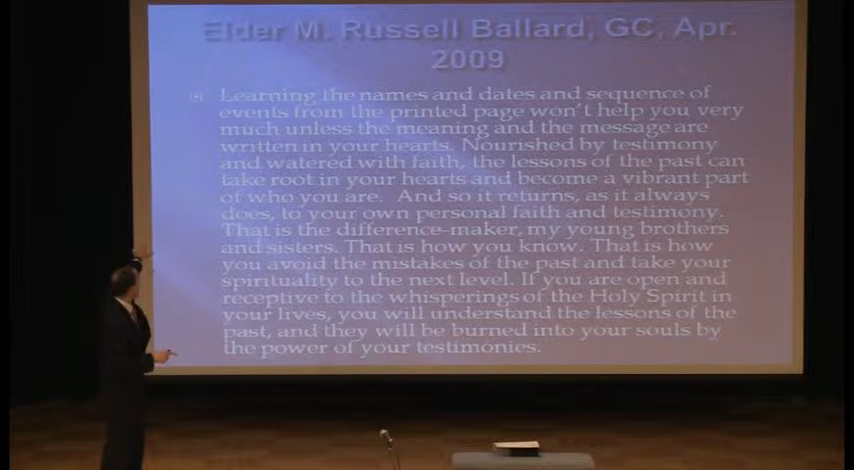 Elder M. Russell Ballard, GC, Apr.
2009
Learning the names and dates and sequence of
events from the printed page won't help you very
much unless the meaning and the message are
written in your hearts. Nourished by testimony
and watered with faith, the lessons of the past can
take root in your hearts and become a vibrant part
of who you are. And so it returns, as it always
does, to your own personal faith and testimony.
That is the difference-maker, my young brothers
and sisters. That is how you know. That is how
you avoid the mistakes of the past and take your
spirituality to the next level. If you are open and
receptive to the whisperings of the Holy Spirit in
your lives, you will understand the lessons of the
past, and they will be burned into your souls by
the power of your testimonies.